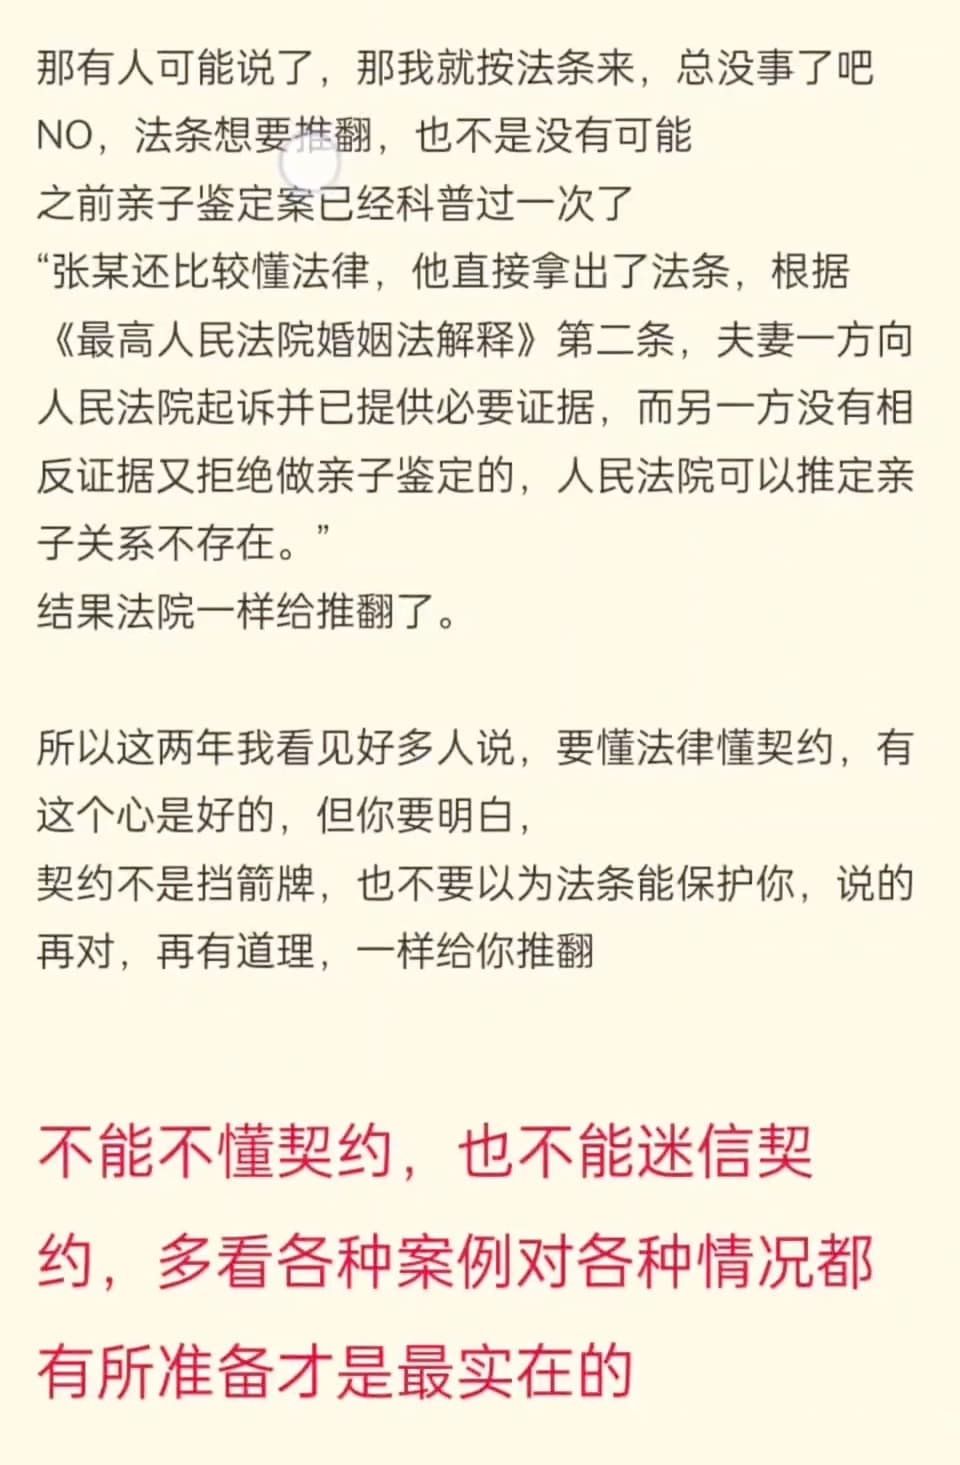 那有人可能说了，那我就按法条来，总没事了吧
NO，法条想要推翻，也不是没有可能
之前亲子鉴定案已经科普过一次了
“张某还比较懂法律，他直接拿出了法条，根据
《最高人民法院婚姻法解释》第二条，夫妻一方向
人民法院起诉并已提供必要证据，而另一方没有相
反证据又拒绝做亲子鉴定的，人民法院可以推定亲
子关系不存在。”
结果法院一样给推翻了。
所以这两年我看见好多人说，要懂法律懂契约，有
这个心是好的，但你要明白，
契约不是挡箭牌，也不要以为法条能保护你，说的
再对，再有道理，一样给你推翻
不能不懂契约，也不能迷信契
约，多看各种案例对各种情况都
有所准备才是最实在的